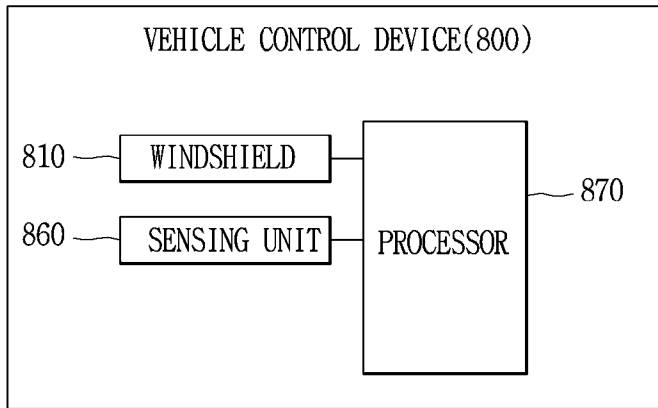 VEHICLE CONTROL DEVICE(800)
810 WINDSHIELD
860 SENSING UNIT
PROCESSOR
870